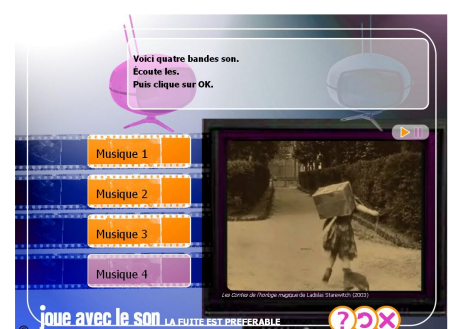 Voici quatre bandes son.
Écoute les.
Puis clique sur OK.
Musique 1
Musique 2
Musique 3
Musique 4
Les Contes de l'horloge magique de Ladislas Starewitch (2003)
joue avec le son LA FUITE EST PREFERABLE
?